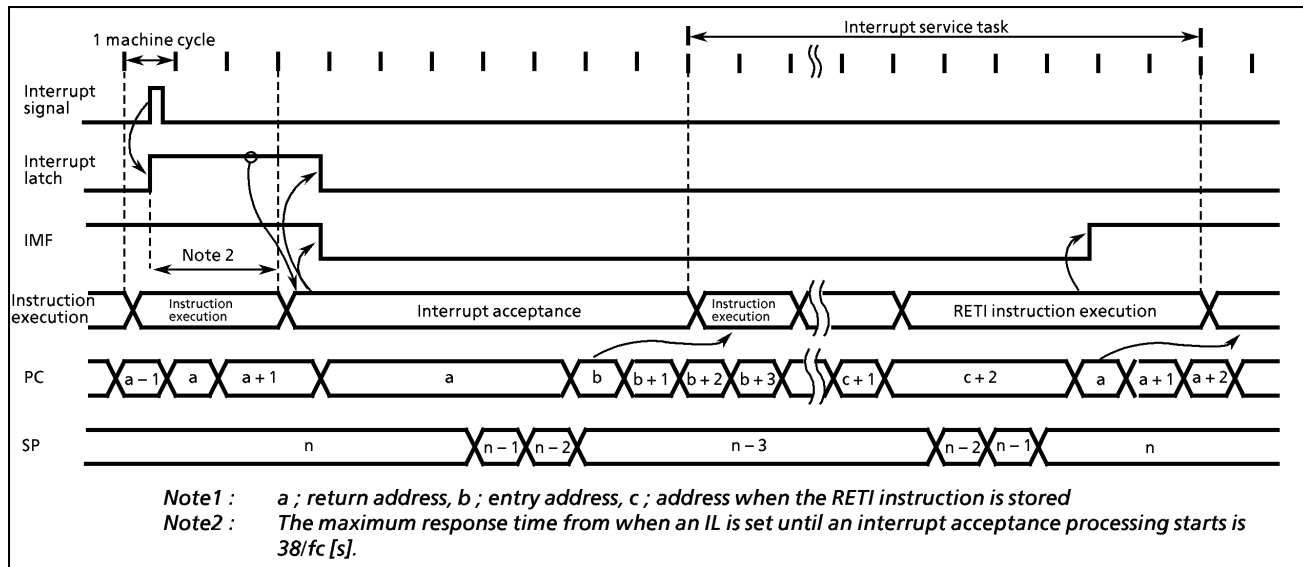 Interrupt service task
1 machine cycle
Interrupt
signal
Interrupt
latch
IMF
Note 2
Instruction
execution
Instruction
execution
Interrupt acceptance
Instruction
execution
RETI instruction execution
PC
a – 1
a
a + 1
a
b
b + 1
b + 2
b + 3
c + 1
c + 2
a
a + 1
a + 2
SP
n
n – 1
n – 2
n – 3
n – 2
n – 1
n
Note1 : a ; return address, b ; entry address, c ; address when the RETI instruction is stored
Note2 : The maximum response time from when an IL is set until an interrupt acceptance processing starts is
38/fc [s].